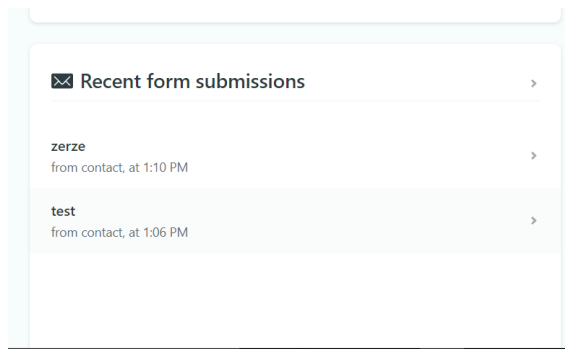 Recent form submissions
zerze
from contact, at 1:10 PM
test
from contact, at 1:06 PM